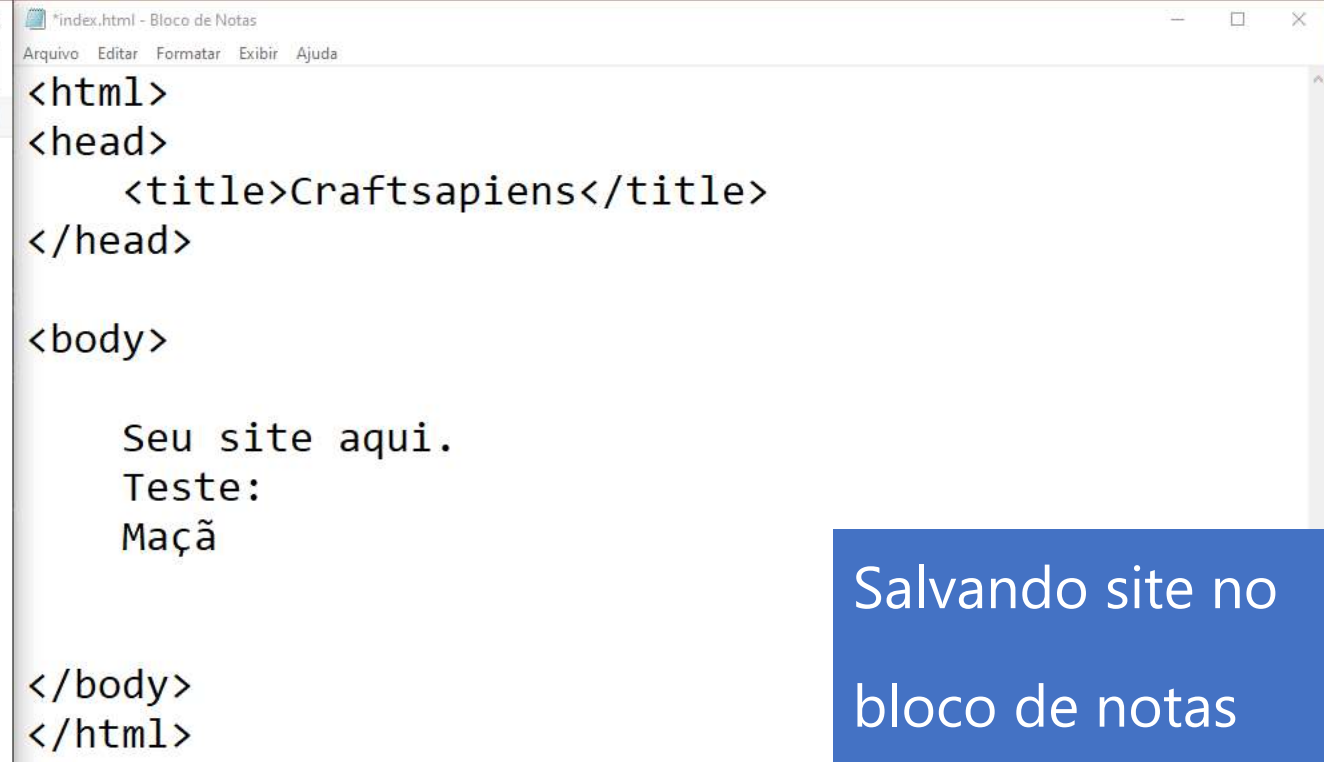 *index.html - Bloco de Notas
Arquivo Editar Formatar Exibir Ajuda
<html>
<head>
    <title>Craftsapiens</title>
</head>
<body>
    Seu site aqui.
    Teste:
    Maçã
</body>
</html>
Salvando site no
bloco de notas